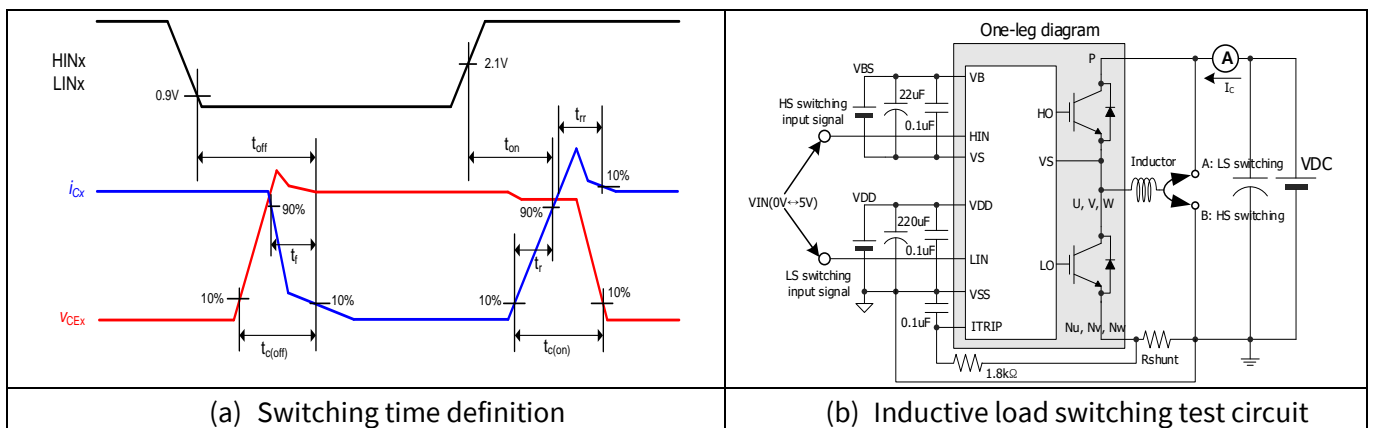 HINx
LINx
0.9V
2.1V
toff
ton
trr
iCx
90%
10%
90%
tf
tr
10%
10%
10%
10%
vCEx
tc(off)
tc(on)
(a) Switching time definition
One-leg diagram
P
A
IC
VBS
VB
22uF
HS switching
input signal
0.1uF
HO
HIN
VS
VS
Inductor
A: LS switching
VDC
VIN(0V↔5V)
U, V, W
B: HS switching
VDD
VDD
220uF
0.1uF
LIN
LO
LS switching
input signal
VSS
0.1uF
ITRIP
Nu, Nv, Nw
Rshunt
1.8kΩ
(b) Inductive load switching test circuit